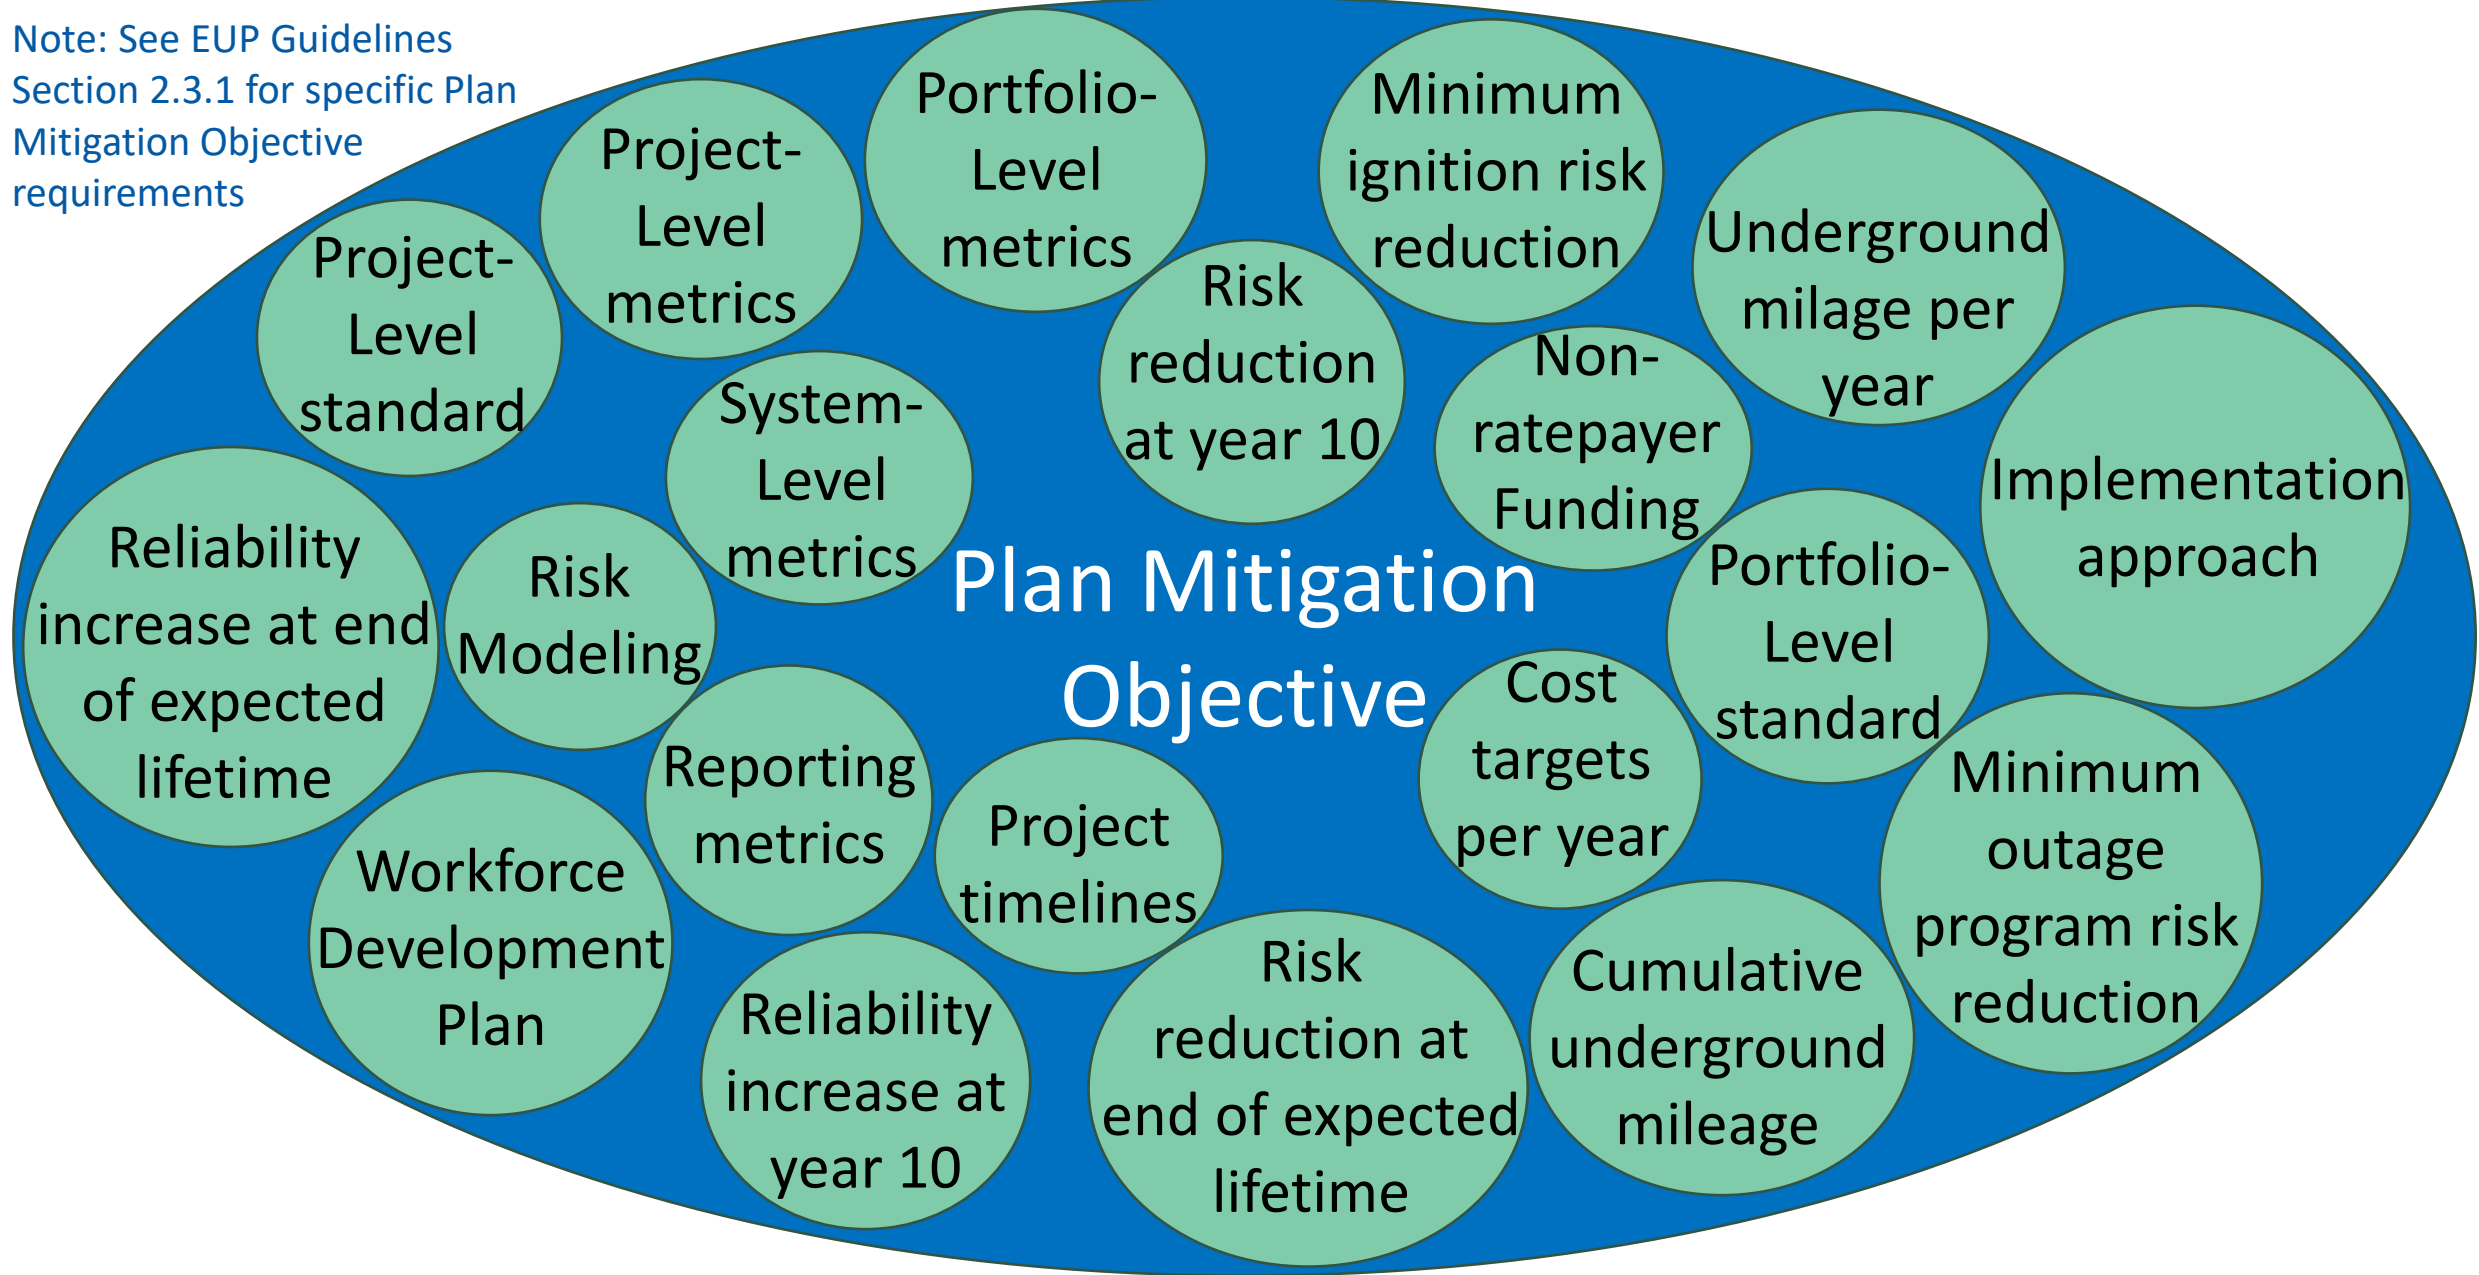 Note: See EUP Guidelines
Section 2.3.1 for specific Plan
Mitigation Objective
requirements
Project-
Level
standard
Project-
Level
metrics
Portfolio-
Level
metrics
Minimum
ignition risk
reduction
Underground
milage per
year
Risk
reduction
at year 10
Non-
ratepayer
Funding
Implementation
approach
System-
Level
metrics
Reliability
increase at end
of expected
lifetime
Risk
Modeling
Plan Mitigation
Objective
Portfolio-
Level
standard
Cost
targets
per year
Minimum
outage
program risk
reduction
Reporting
metrics
Project
timelines
Workforce
Development
Plan
Reliability
increase at
year 10
Risk
reduction at
end of expected
lifetime
Cumulative
underground
mileage